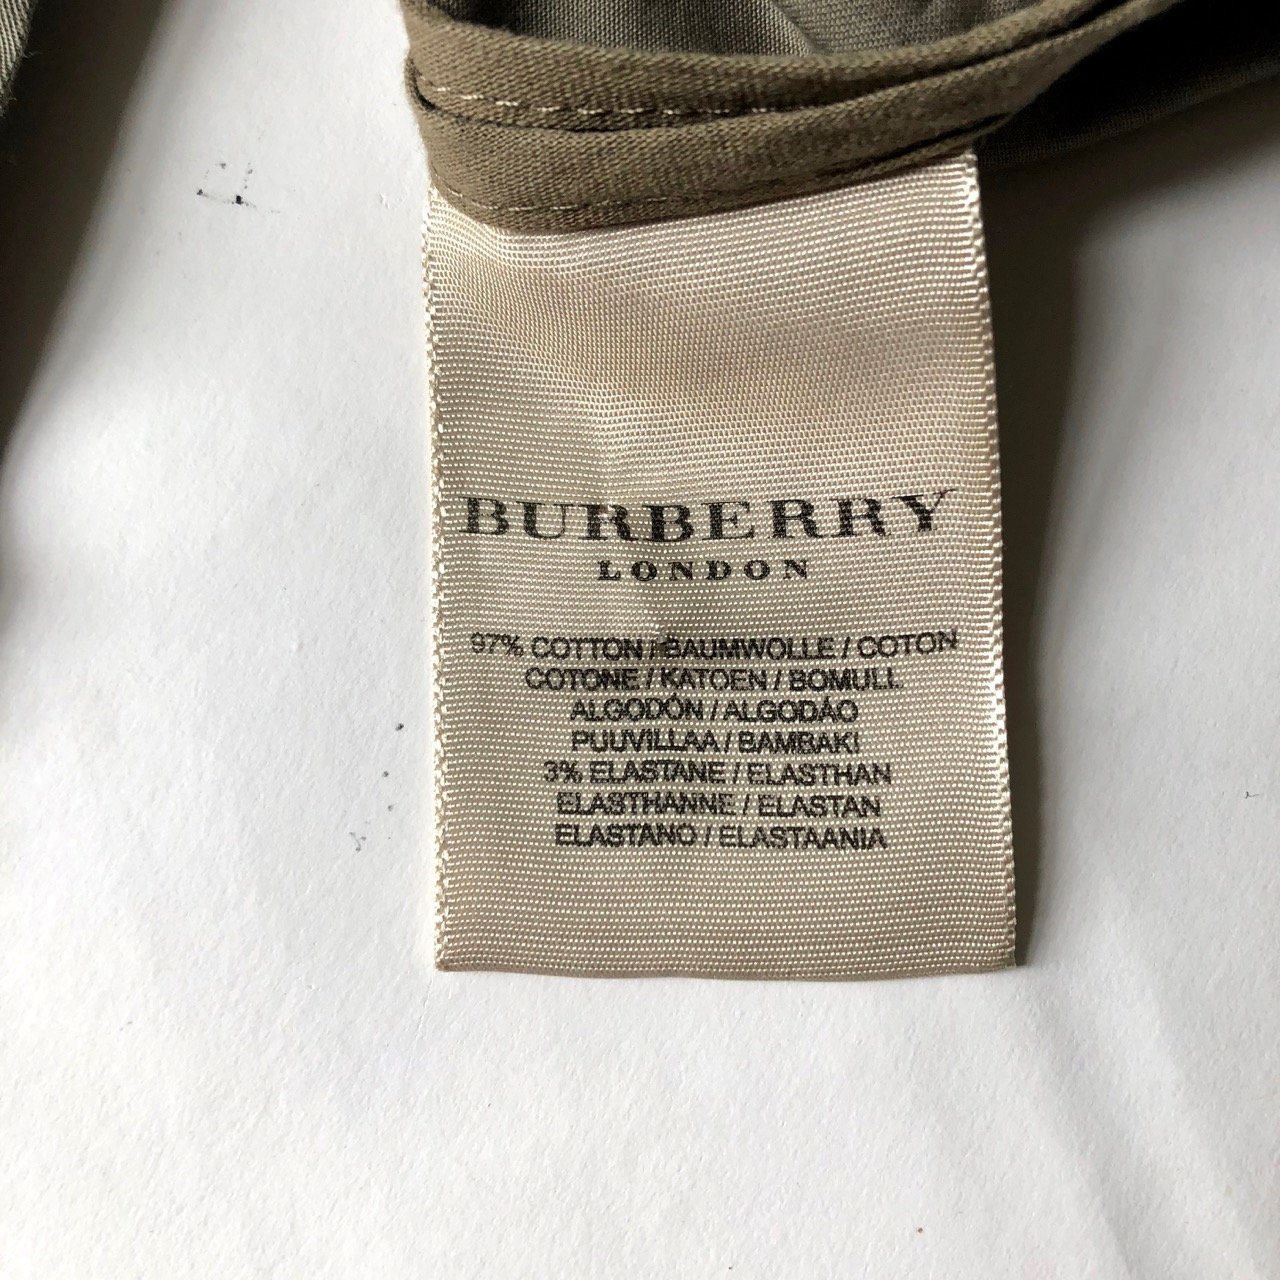 BURBERRY
LONDON
97% COTTON / BAUMWOLLE / COTON
COTONE / KATOEN / BOMULL
ALGODÓN / ALGODÁO
PUUVILLAA / BAMBAKI
3% ELASTANE / ELASTHAN
ELASTHANNE / ELASTAN
ELASTANO / ELASTAANIA